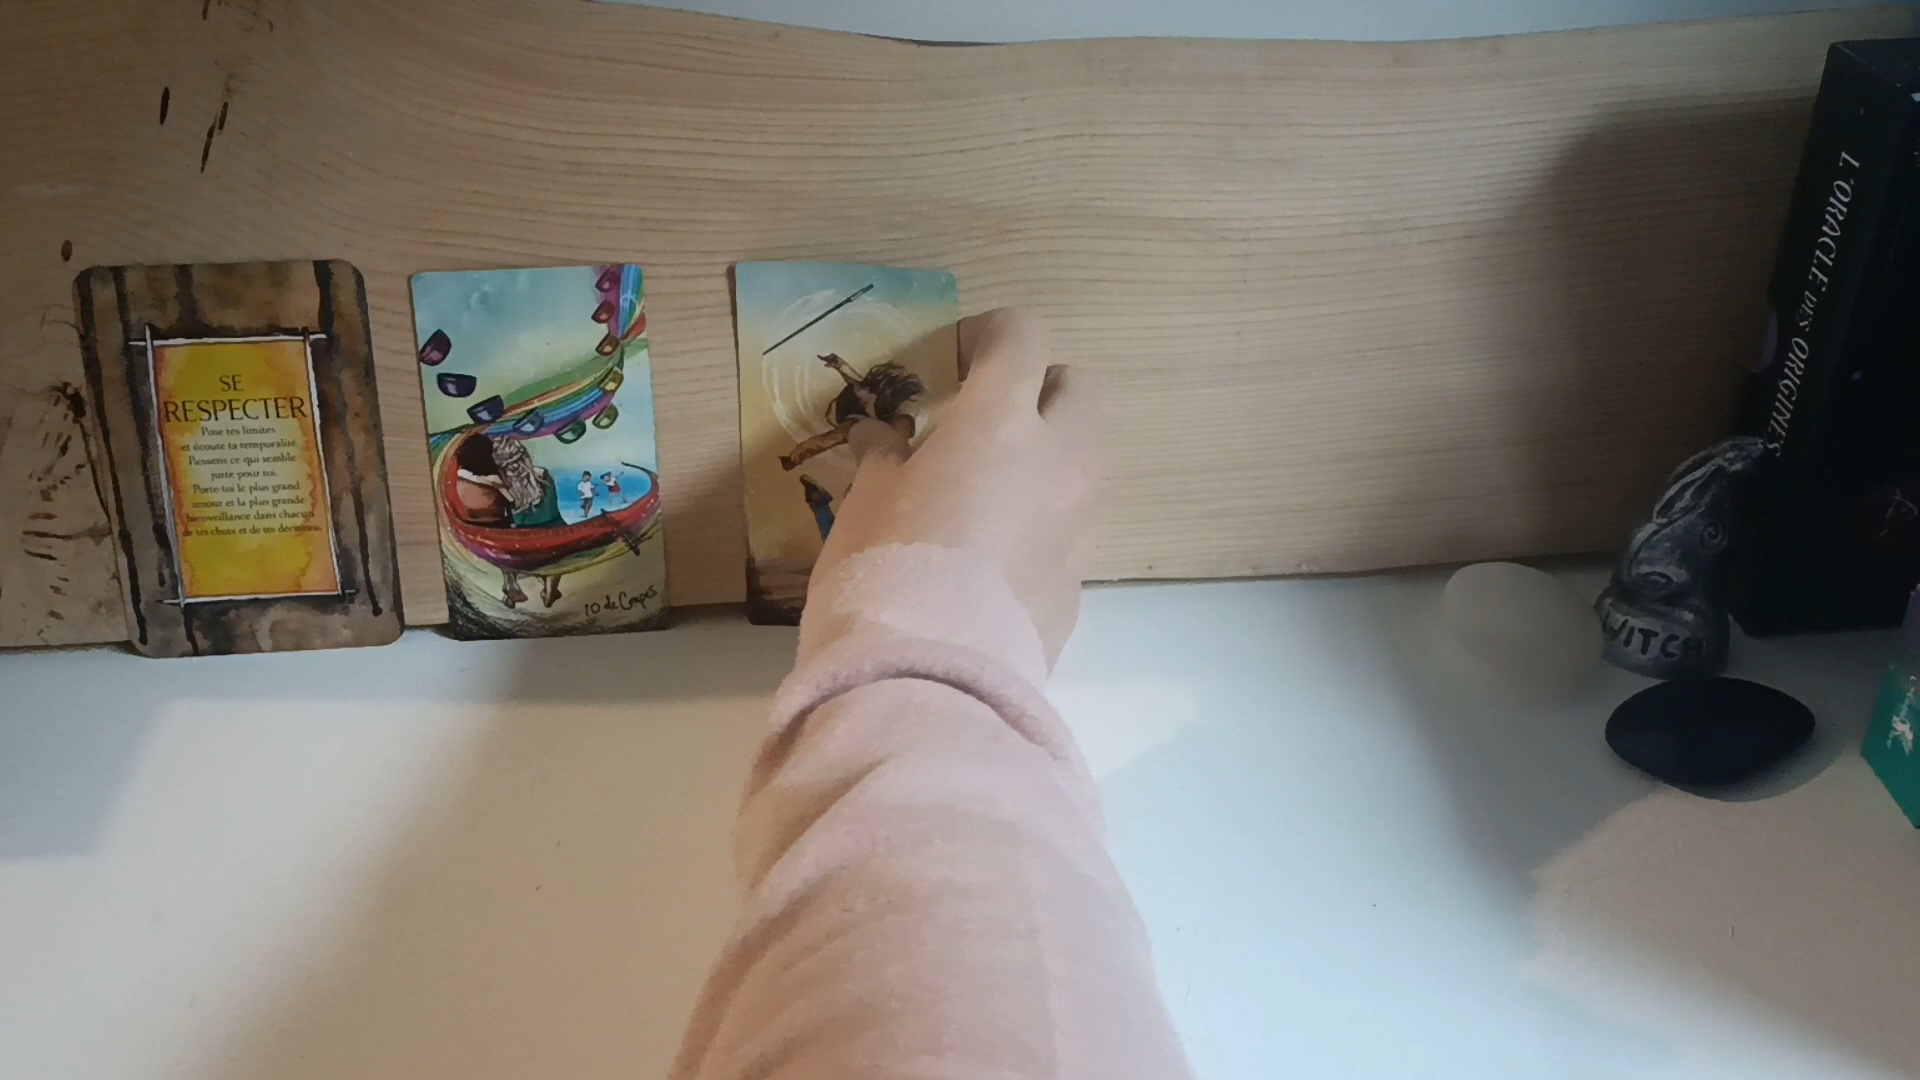 SE
RESPECTER
Pose tes limites
et écoute ta temporalité.
Ressens ce qui semble
juste pour toi.
Porte-toi le plus grand
amour et la plus grande
bienveillance dans chacun
de tes choix et de tes décisions.
10 de Coupes
L'ORACLE DES ORIGINES
WITCH